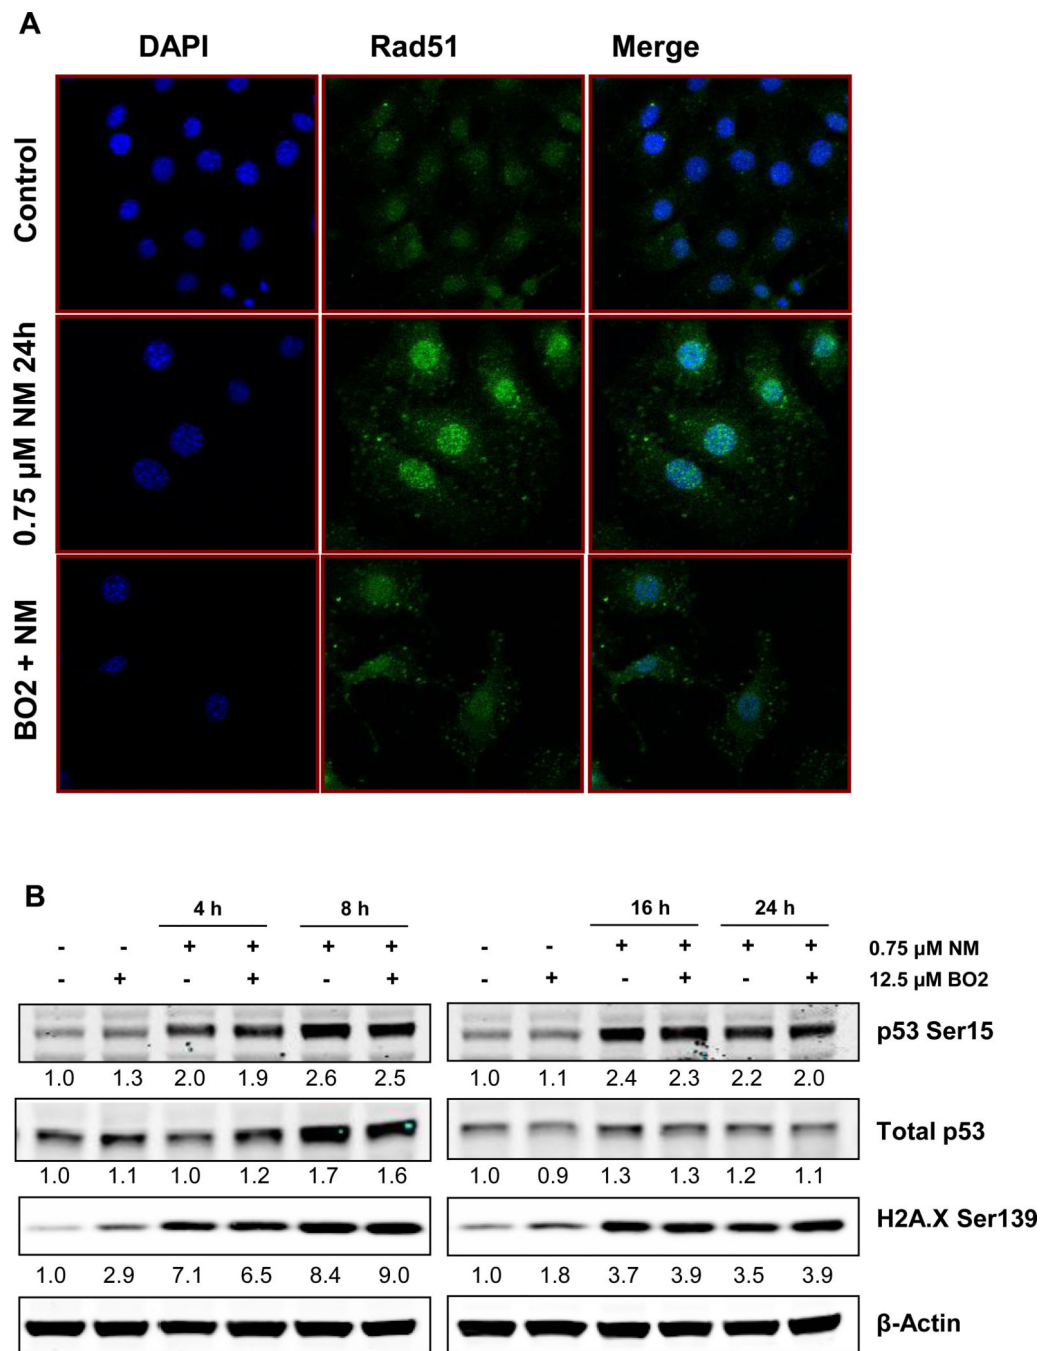 A
DAPI Rad51 Merge
Control
0.75 µM NM 24h
BO2 + NM
B
4 h 8 h 16 h 24 h
- - + + + + - - + + + + 0.75 µM NM
- + - + - + - + - + - + 12.5 µM BO2
p53 Ser15
1.0 1.3 2.0 1.9 2.6 2.5 1.0 1.1 2.4 2.3 2.2 2.0
Total p53
1.0 1.1 1.0 1.2 1.7 1.6 1.0 0.9 1.3 1.3 1.2 1.1
H2A.X Ser139
1.0 2.9 7.1 6.5 8.4 9.0 1.0 1.8 3.7 3.9 3.5 3.9
β-Actin